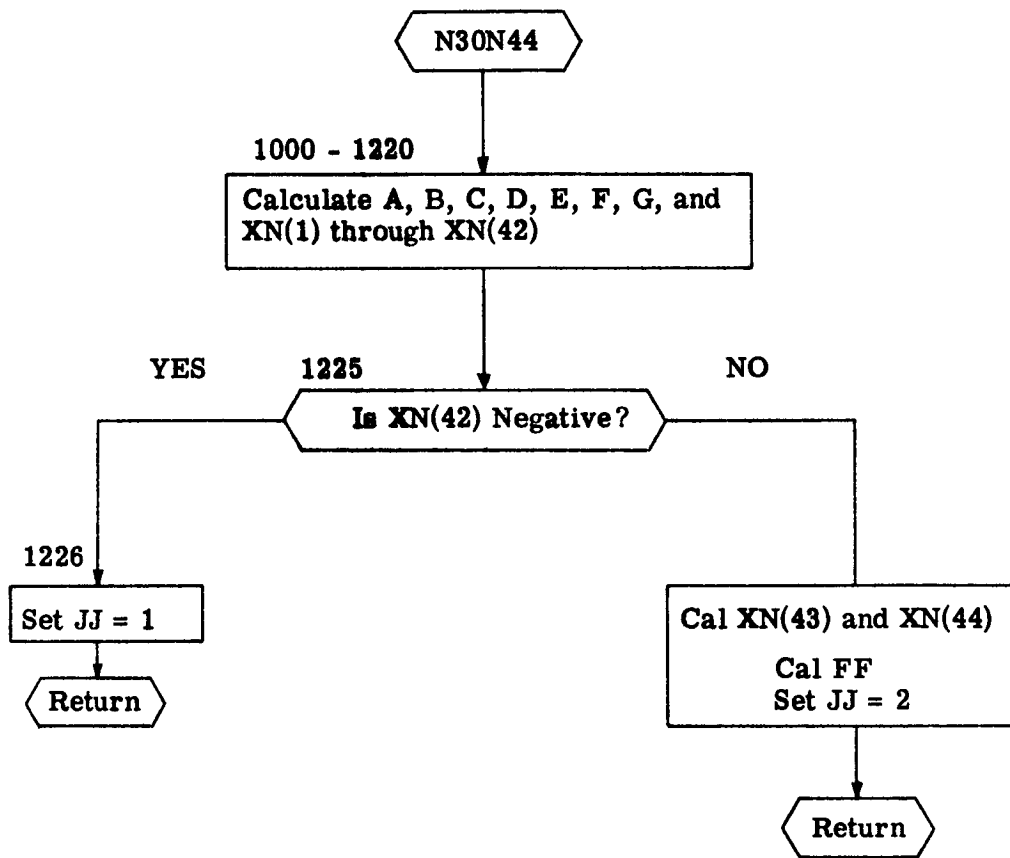 N30N44
1000 - 1220
Calculate A, B, C, D, E, F, G, and
XN(1) through XN(42)
YES
1225
NO
Is XN(42) Negative?
1226
Set JJ = 1
Return
Cal XN(43) and XN(44)
Cal FF
Set JJ = 2
Return